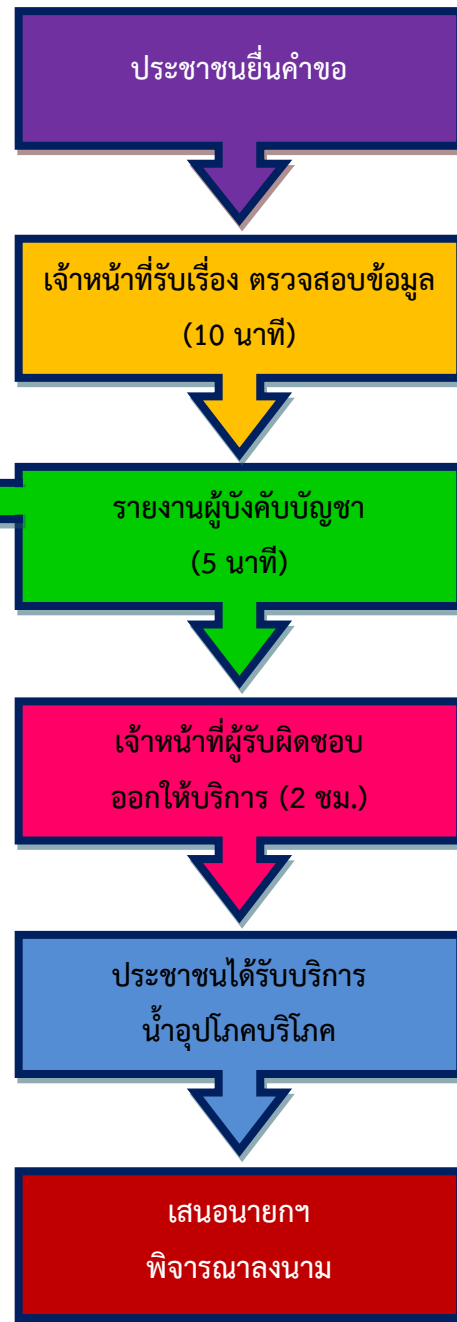 ประชาชนยื่นคำขอ
เจ้าหน้าที่รับเรื่อง ตรวจสอบข้อมูล
(10 นาที)
รายงานผู้บังคับบัญชา
(5 นาที)
เจ้าหน้าที่ผู้รับผิดชอบ
ออกให้บริการ (2 ชม.)
ประชาชนได้รับบริการ
น้ำอุปโภคบริโภค
เสนอนายกฯ
พิจารณาลงนาม